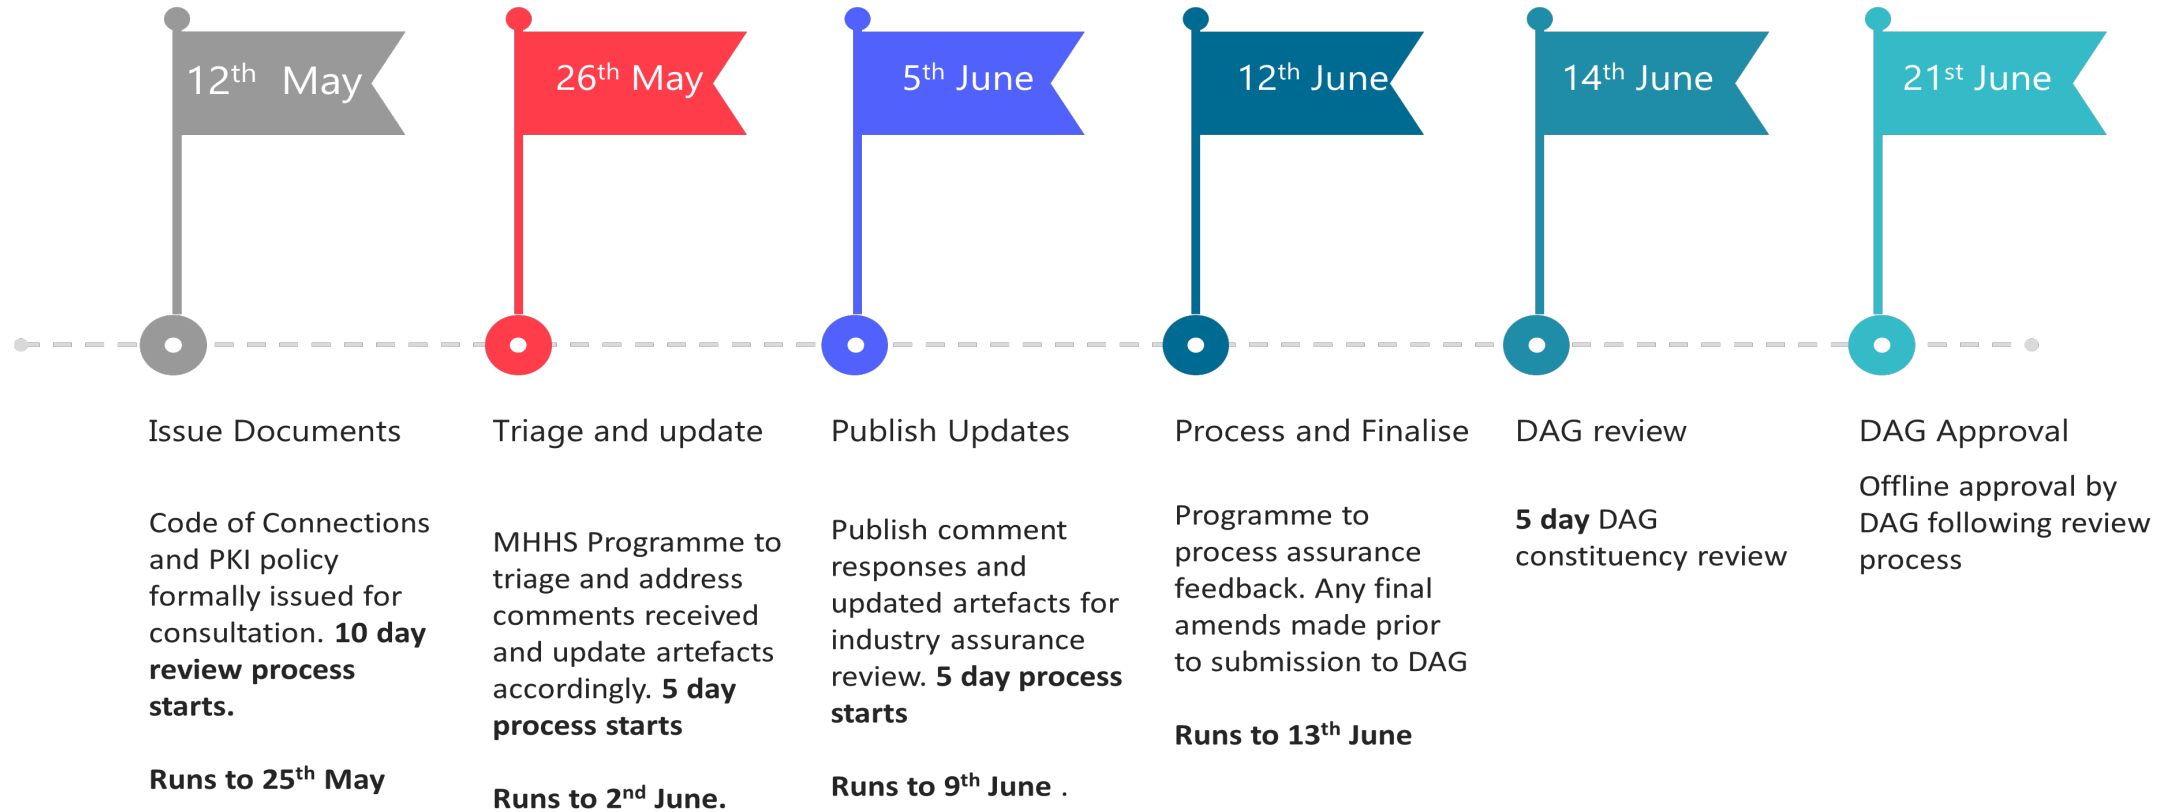 12th May
26th May
5th June
12th June
14th June
21st June
Issue Documents
Code of Connections
and PKI policy
formally issued for
consultation. 10 day
review process
starts.
Runs to 25th May
Triage and update
MHHS Programme to
triage and address
comments received
and update artefacts
accordingly. 5 day
process starts
Runs to 2nd June.
Publish Updates
Publish comment
responses and
updated artefacts for
industry assurance
review. 5 day process
starts
Runs to 9th June .
Process and Finalise
Programme to
process assurance
feedback. Any final
amends made prior
to submission to DAG
Runs to 13th June
DAG review
5 day DAG
constituency review
DAG Approval
Offline approval by
DAG following review
process